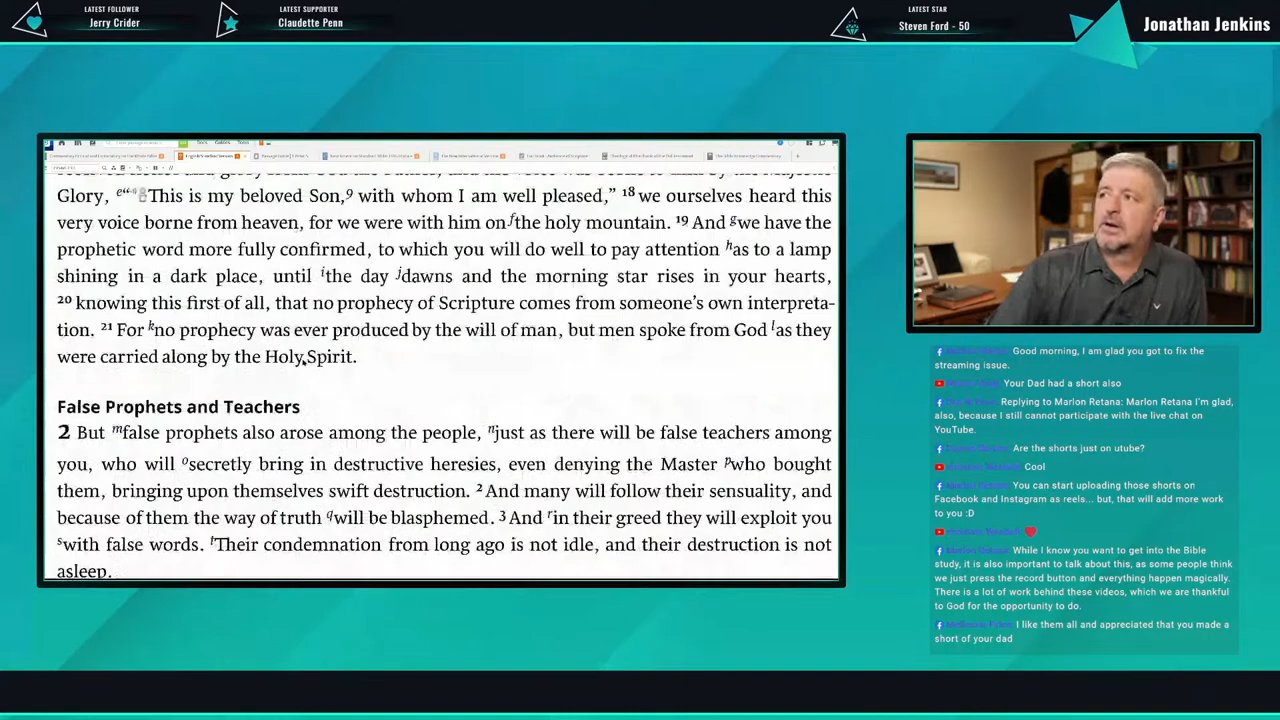 LATEST FOLLOWER
Jerry Crider
LATEST SUPPORTER
Claudette Penn
LATEST STAR
Steven Ford - 50
Jonathan Jenkins
Glory, This is my beloved Son,9 with whom I am well pleased,” 18 we ourselves heard this
very voice borne from heaven, for we were with him on fthe holy mountain. 19 And gwe have the
prophetic word more fully confirmed, to which you will do well to pay attention has to a lamp
shining in a dark place, until ithe day jdawns and the morning star rises in your hearts,
20 knowing this first of all, that no prophecy of Scripture comes from someone’s own interpreta-
tion. 21 For kno prophecy was ever produced by the will of man, but men spoke from God las they
were carried along by the Holy Spirit.
False Prophets and Teachers
2 But mfalse prophets also arose among the people, njust as there will be false teachers among
you, who will osecretly bring in destructive heresies, even denying the Master pwho bought
them, bringing upon themselves swift destruction. 2 And many will follow their sensuality, and
because of them the way of truth qwill be blasphemed. 3 And rin their greed they will exploit you
swith false words. tTheir condemnation from long ago is not idle, and their destruction is not
asleep.
Good morning, I am glad you got to fix the
streaming issue.
Your Dad had a short also
Replying to Marlon Retana: Marlon Retana I'm glad,
also, because I still cannot participate with the live chat on
YouTube.
Are the shorts just on utube?
Cool
You can start uploading those shorts on
Facebook and Instagram as reels... but, that will add more work
to you :D
While I know you want to get into the Bible
study, it is also important to talk about this, as some people think
we just press the record button and everything happen magically.
There is a lot of work behind these videos, which we are thankful
to God for the opportunity to do.
I like them all and appreciated that you made a
short of your dad